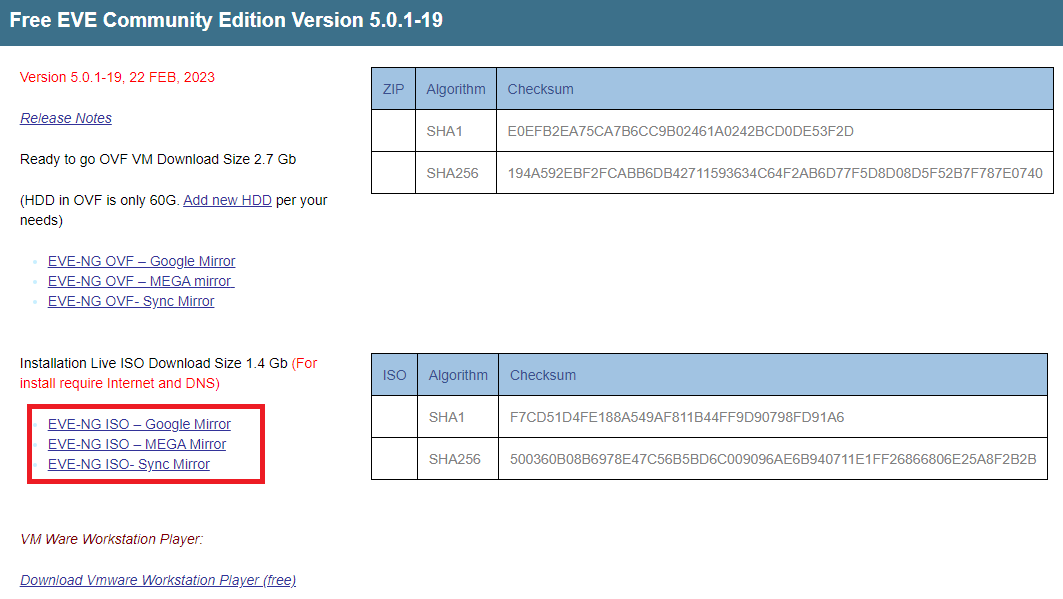 Free EVE Community Edition Version 5.0.1-19
Version 5.0.1-19, 22 FEB, 2023
Release Notes
Ready to go OVF VM Download Size 2.7 Gb
(HDD in OVF is only 60G. Add new HDD per your
needs)
EVE-NG OVF – Google Mirror
EVE-NG OVF – MEGA mirror
EVE-NG OVF- Sync Mirror
ZIP Algorithm Checksum
SHA1 E0EFB2EA75CA7B6CC9B02461A0242BCD0DE53F2D
SHA256 194A592EBF2FCABB6DB42711593634C64F2AB6D77F5D8D08D5F52B7F787E0740
Installation Live ISO Download Size 1.4 Gb (For
install require Internet and DNS)
EVE-NG ISO – Google Mirror
EVE-NG ISO – MEGA Mirror
EVE-NG ISO- Sync Mirror
ISO Algorithm Checksum
SHA1 F7CD51D4FE188A549AF811B44FF9D90798FD91A6
SHA256 500360B08B6978E47C56B5BD6C009096AE6B940711E1FF26866806E25A8F2B2B
VM Ware Workstation Player:
Download Vmware Workstation Player (free)